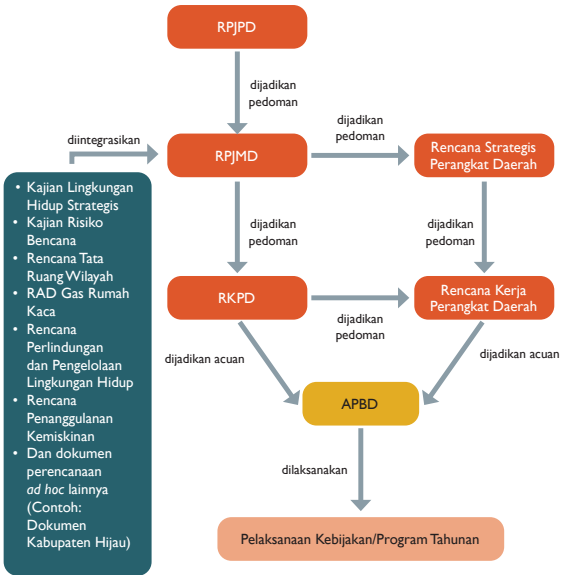 RPJPD
dijadikan
pedoman
diintegrasikan
RPJMD
dijadikan
pedoman
Rencana Strategis
Perangkat Daerah
• Kajian Lingkungan
Hidup Strategis
• Kajian Risiko
Bencana
• Rencana Tata
Ruang Wilayah
• RAD Gas Rumah
Kaca
• Rencana
Perlindungan
dan Pengelolaan
Lingkungan Hidup
• Rencana
Penanggulanan
Kemiskinan
• Dan dokumen
perencanaan
ad hoc lainnya
(Contoh:
Dokumen
Kabupaten Hijau)
dijadikan
pedoman
dijadikan
pedoman
RKPD
dijadikan
pedoman
Rencana Kerja
Perangkat Daerah
dijadikan acuan
dijadikan acuan
APBD
dilaksanakan
Pelaksanaan Kebijakan/Program Tahunan